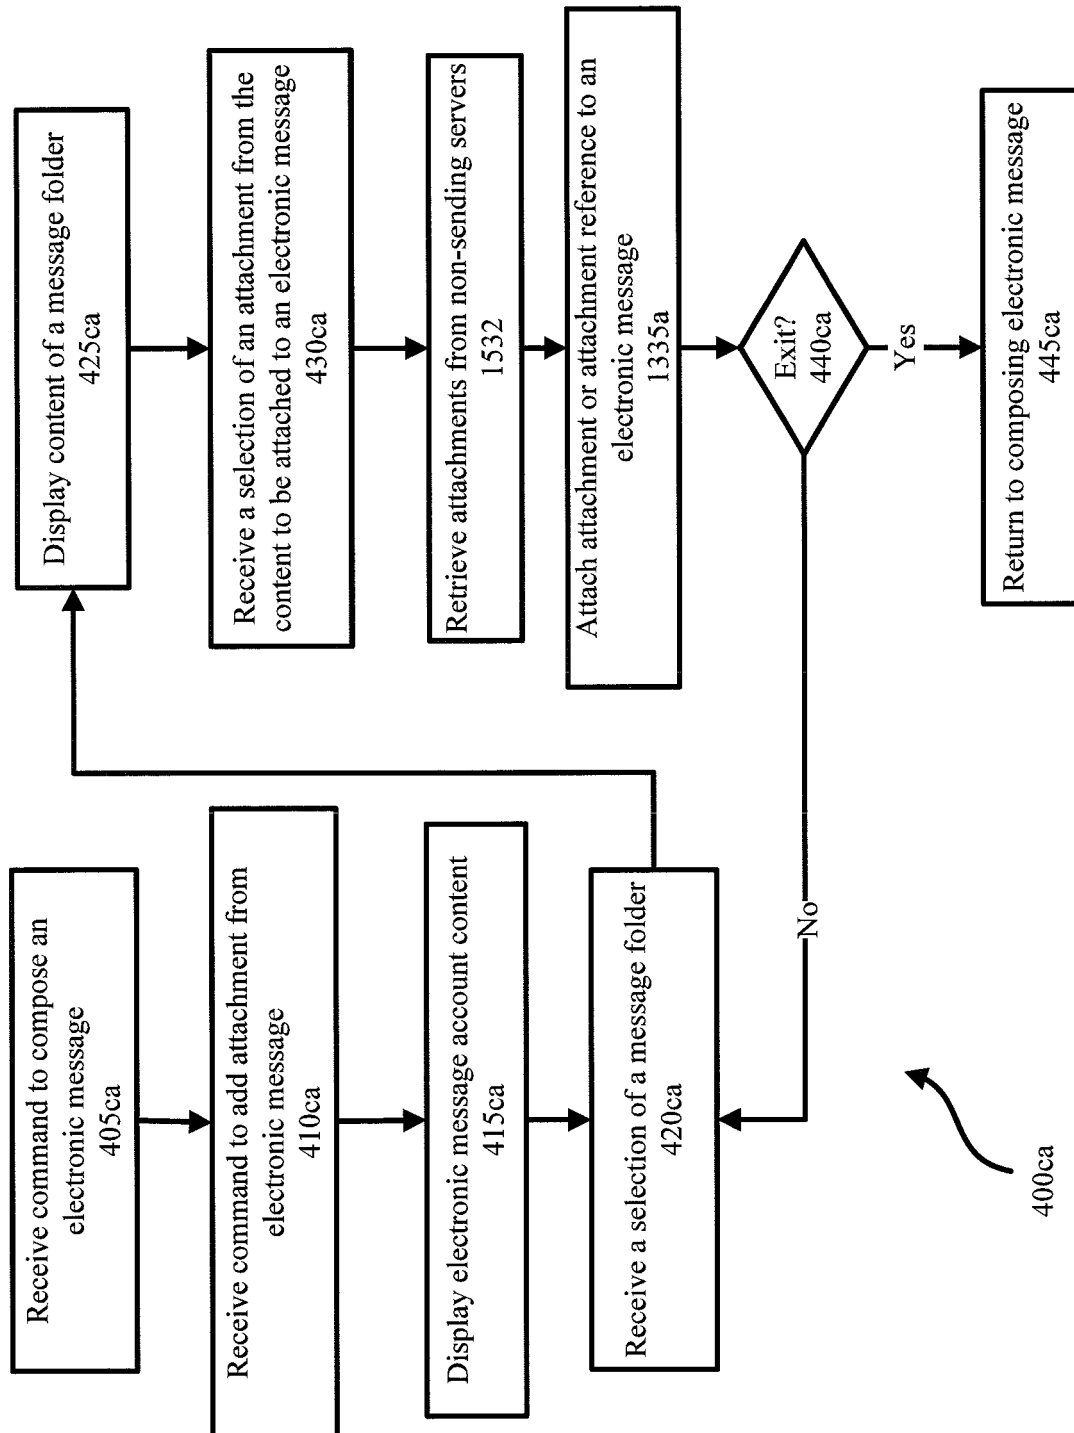 Receive command to compose an
electronic message
405ca
Receive command to add attachment from
electronic message
410ca
Display electronic message account content
415ca
Receive a selection of a message folder
420ca
Display content of a message folder
425ca
Receive a selection of an attachment from the
content to be attached to an electronic message
430ca
Retrieve attachments from non-sending servers
1532
Attach attachment or attachment reference to an
electronic message
1335a
Exit?
440ca
No
Yes
Return to composing electronic message
445ca
400ca